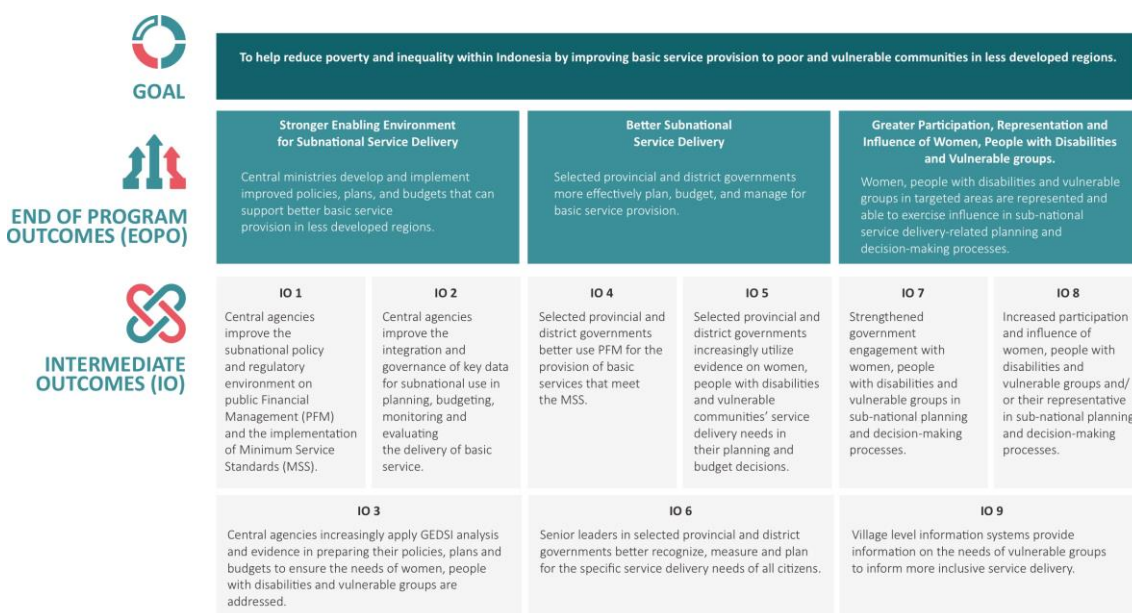 GOAL
To help reduce poverty and inequality within Indonesia by improving basic service provision to poor and vulnerable communities in less developed regions.
END OF PROGRAM
OUTCOMES (EOPO)
Stronger Enabling Environment
for Subnational Service Delivery
Central ministries develop and implement
improved policies, plans, and budgets that can
support better basic service
provision in less developed regions.
Better Subnational
Service Delivery
Selected provincial and district governments
more effectively plan, budget, and manage for
basic service provision.
Greater Participation, Representation and
Influence of Women, People with Disabilities
and Vulnerable groups.
Women, people with disabilities and vulnerable
groups in targeted areas are represented and
able to exercise influence in sub-national
service delivery-related planning and
decision-making processes.
INTERMEDIATE
OUTCOMES (IO)
IO 1
Central agencies
improve the
subnational policy
and regulatory
environment on
public Financial
Management (PFM)
and the implementation
of Minimum Service
Standards (MSS).
IO 2
Central agencies
improve the
integration and
governance of key data
for subnational use in
planning, budgeting,
monitoring and
evaluating
the delivery of basic
service.
IO 4
Selected provincial and
district governments
better use PFM for the
provision of basic
services that meet
the MSS.
IO 5
Selected provincial and
district governments
increasingly utilize
evidence on women,
people with disabilities
and vulnerable
communities' service
delivery needs in
their planning and
budget decisions.
IO 7
Strengthened
government
engagement with
women, people
with disabilities and
vulnerable groups in
sub-national planning
and decision-making
processes.
IO 8
Increased participation
and influence of
women, people with
disabilities and
vulnerable groups and/
or their representative
in sub-national planning
and decision-making
processes.
IO 3
Central agencies increasingly apply GEDSI analysis
and evidence in preparing their policies, plans and
budgets to ensure the needs of women, people
with disabilities and vulnerable groups are
addressed.
IO 6
Senior leaders in selected provincial and district
governments better recognize, measure and plan
for the specific service delivery needs of all citizens.
IO 9
Village level information systems provide
information on the needs of vulnerable groups
to inform more inclusive service delivery.